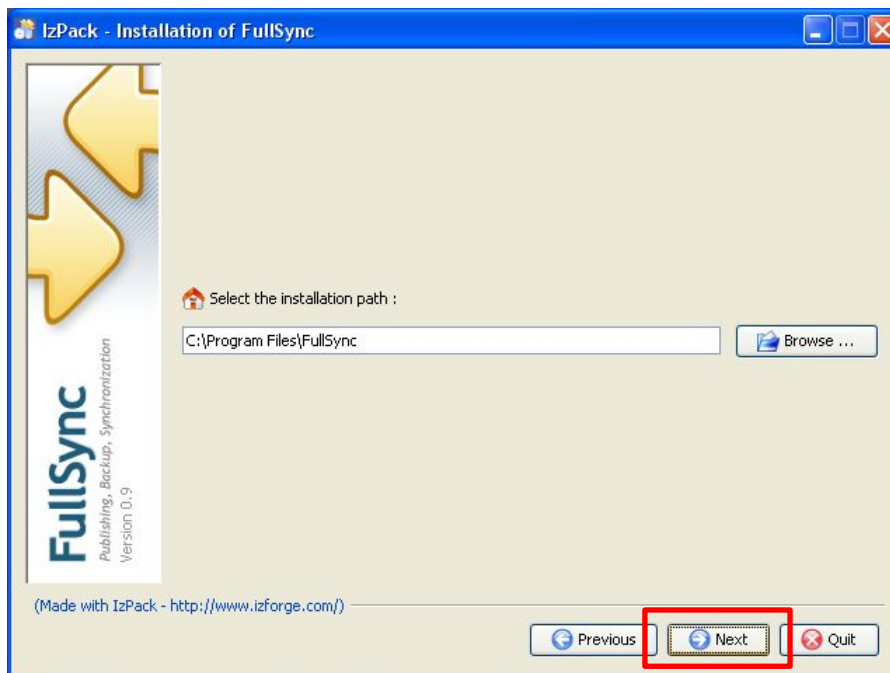 IzPack - Installation of FullSync
Select the installation path :
C:\Program Files\FullSync
Browse ...
FullSync
Publishing, Backup, Synchronization
Version 0.9
(Made with IzPack - http://www.izforge.com/)
Previous
Next
Quit